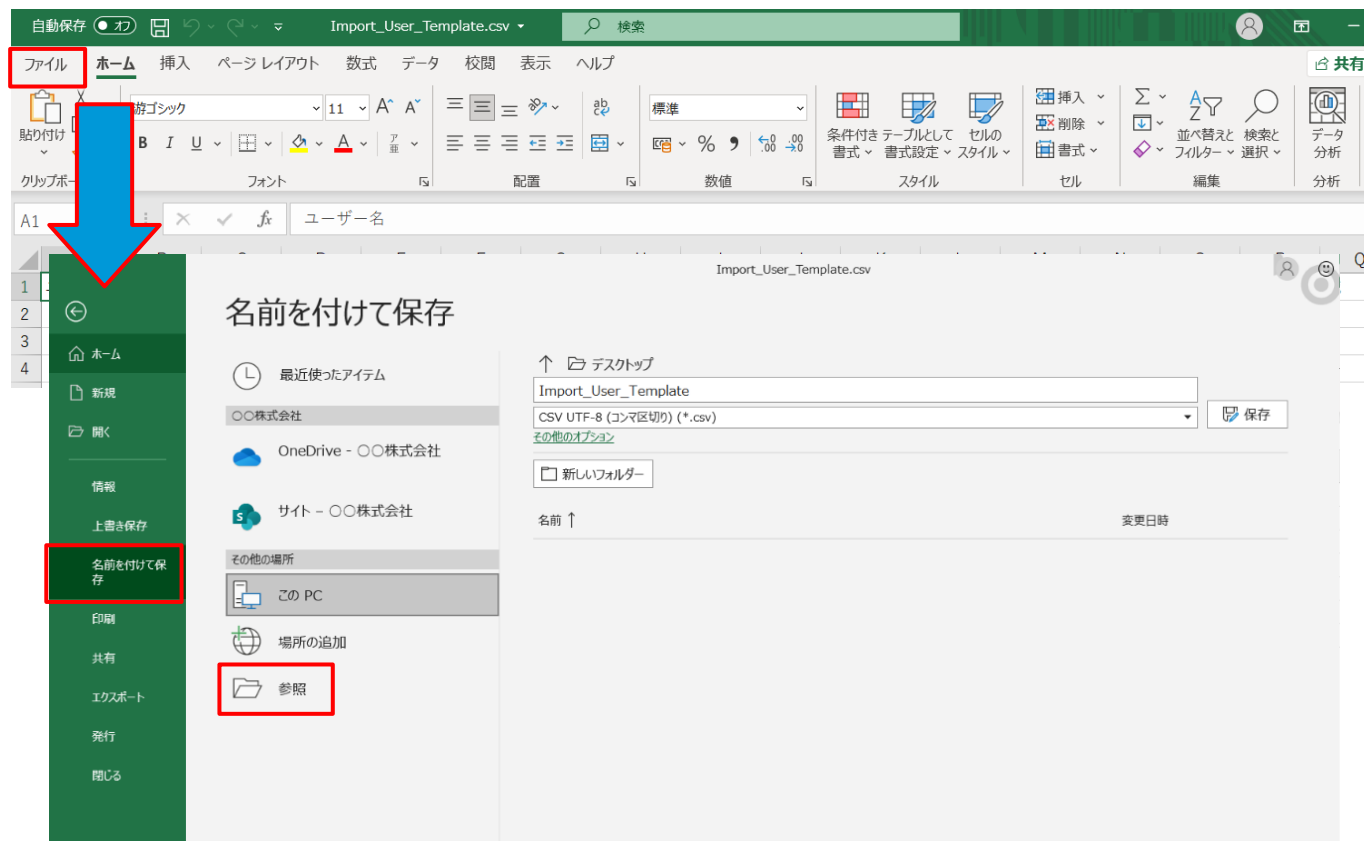 自動保存 オフ Import_User_Template.csv 検索
ファイル ホーム 挿入 ページ レイアウト 数式 データ 校閲 表示 ヘルプ 共有
貼り付け 游ゴシック 11 A A ab 標準 条件付き書式 テーブルとして書式設定 セルのスタイル 挿入 削除 書式 並べ替えとフィルター 検索と選択 データ分析
B I U A ア亜 % .00
クリップボー フォント 配置 数値 スタイル セル 編集 分析
A1 fx ユーザー名
Q
1
2
3
4
Import_User_Template.csv
名前を付けて保存
ホーム
新規
開く
情報
上書き保存
名前を付けて保
存
印刷
共有
エクスポート
発行
閉じる
最近使ったアイテム
○○株式会社
OneDrive - ○○株式会社
サイト – ○○株式会社
その他の場所
この PC
場所の追加
参照
デスクトップ
Import_User_Template
CSV UTF-8 (コンマ区切り) (*.csv) 保存
その他のオプション
新しいフォルダー
名前 ↑ 変更日時